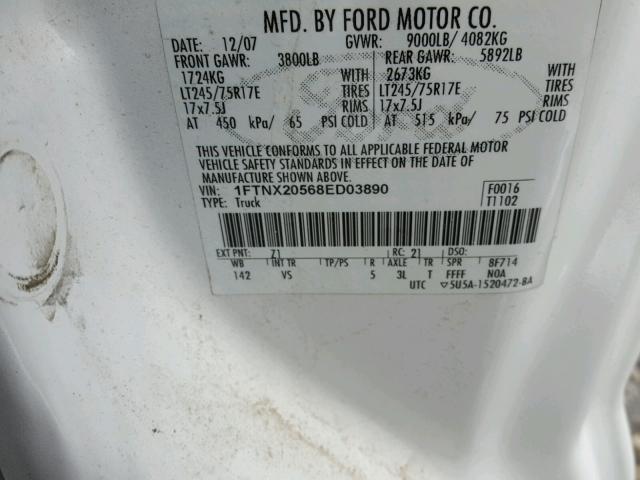 MFD. BY FORD MOTOR CO.
DATE: 12/07 GVWR: 9000LB/ 4082KG
FRONT GAWR: 3800LB REAR GAWR: 5892LB
1724KG WITH 2673KG WITH
LT245/75R17E TIRES LT245/75R17E TIRES
17x7.5J RIMS 17x7.5J RIMS
AT 450 kPa/ 65 PSI COLD AT 515 kPa/ 75 PSI COLD
THIS VEHICLE CONFORMS TO ALL APPLICABLE FEDERAL MOTOR
VEHICLE SAFETY STANDARDS IN EFFECT ON THE DATE OF
MANUFACTURE SHOWN ABOVE.
VIN: 1FTNX20568ED03890 F0016
TYPE: Truck T1102
EXT PNT: Z1 RC: 21 DSO:
WB INT TR TP/PS R AXLE TR SPR 8F714
142 VS 5 3L T FFFF NOA
UTC ▽5U5A-1520472-BA